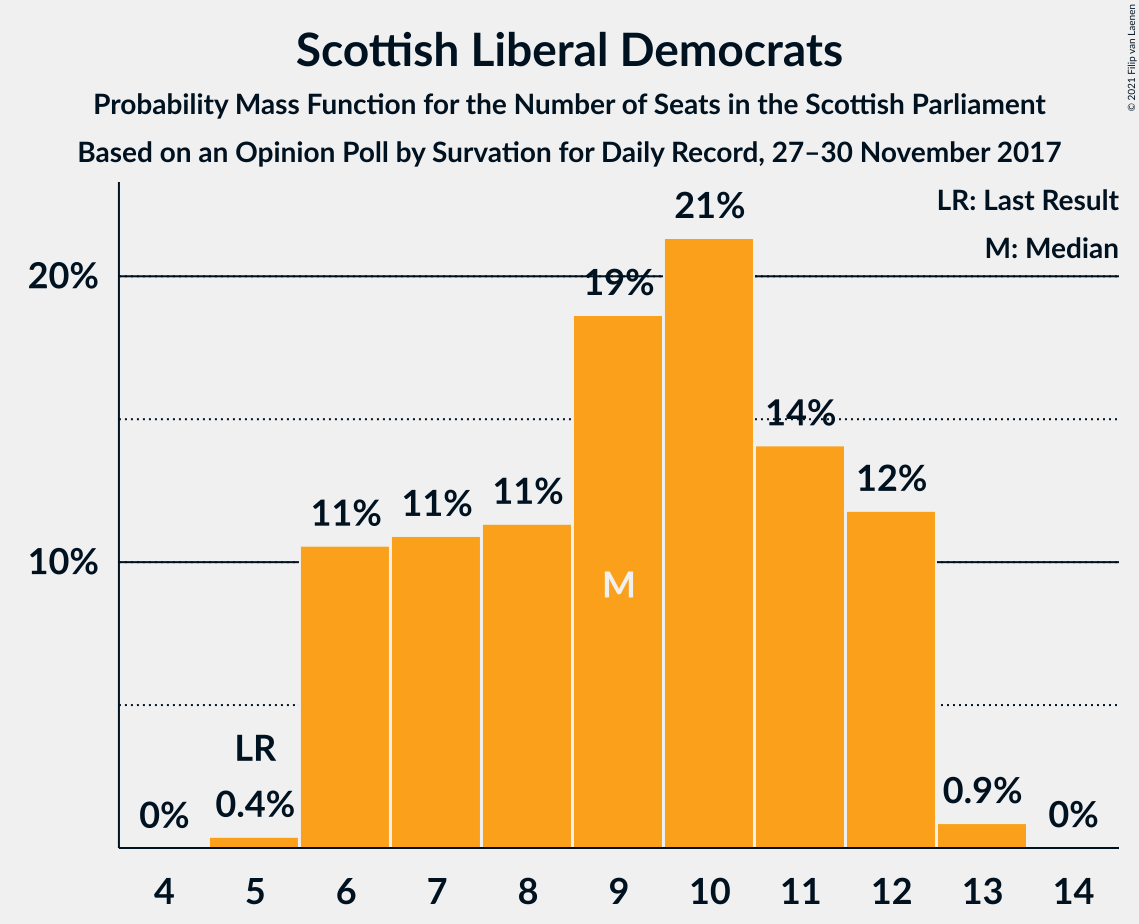 Scottish Liberal Democrats
Probability Mass Function for the Number of Seats in the Scottish Parliament
Based on an Opinion Poll by Survation for Daily Record, 27–30 November 2017
© 2021 Filip van Laenen
LR: Last Result
M: Median
20%
10%
0%
LR
0.4%
11%
11%
11%
19%
M
21%
14%
12%
0.9%
0%
4 5 6 7 8 9 10 11 12 13 14